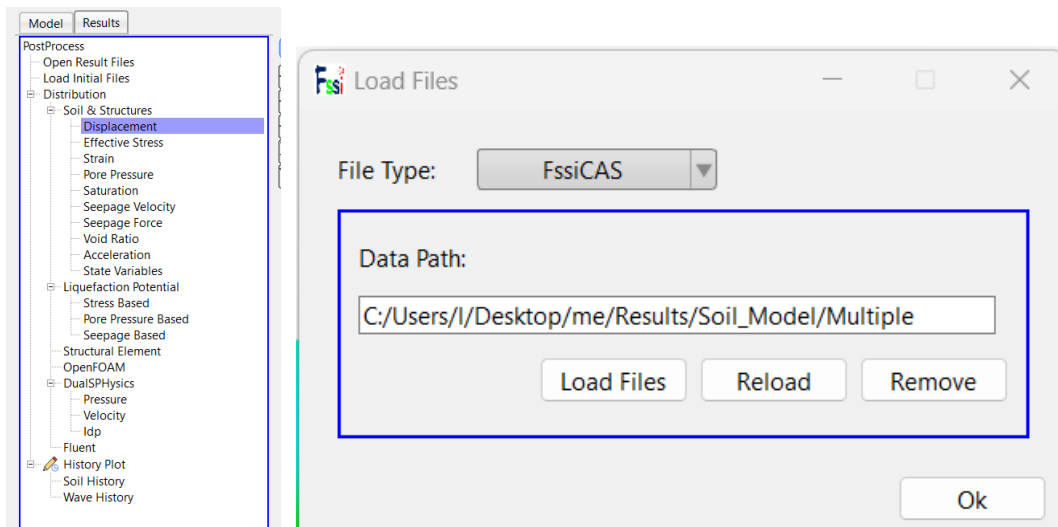 Model Results
PostProcess
Open Result Files
Load Initial Files
Distribution
Soil & Structures
Displacement
Effective Stress
Strain
Pore Pressure
Saturation
Seepage Velocity
Seepage Force
Void Ratio
Acceleration
State Variables
Liquefaction Potential
Stress Based
Pore Pressure Based
Seepage Based
Structural Element
OpenFOAM
DualSPHysics
Pressure
Velocity
Idp
Fluent
History Plot
Soil History
Wave History
Fssi Load Files
File Type: FssiCAS
Data Path:
C:/Users/l/Desktop/me/Results/Soil_Model/Multiple
Load Files Reload Remove
Ok